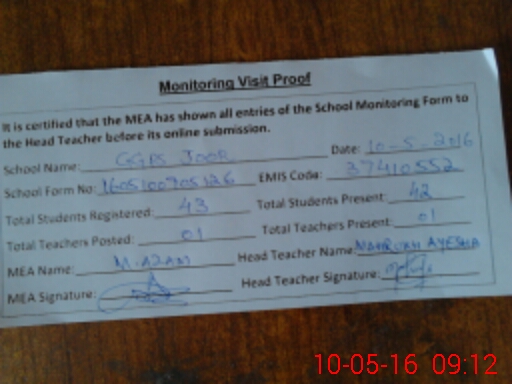 Monitoring Visit Proof
It is certified that the MEA has shown all entries of the School Monitoring Form to
the Head Teacher before its online submission.
School Name: GGPS JOOR Date: 10-5-2016
School Form No: EMIS Code: 37410552
Total Students Registered: 43 Total Students Present: 42
Total Teachers Posted: 01 Total Teachers Present: 01
MEA Name: M.AZAM Head Teacher Name: AYESHA
MEA Signature: Head Teacher Signature:
10-05-16 09:12